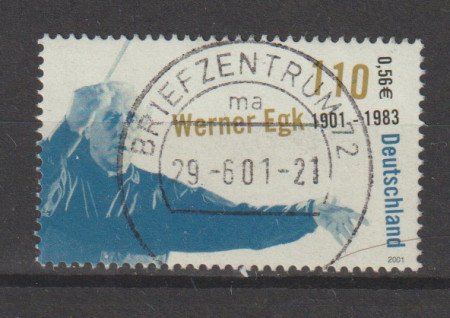 110
0,56€
BRIEFZENTRUM 72
ma
Werner Egk 1901–1983
29.-6.01-21
Deutschland
2001